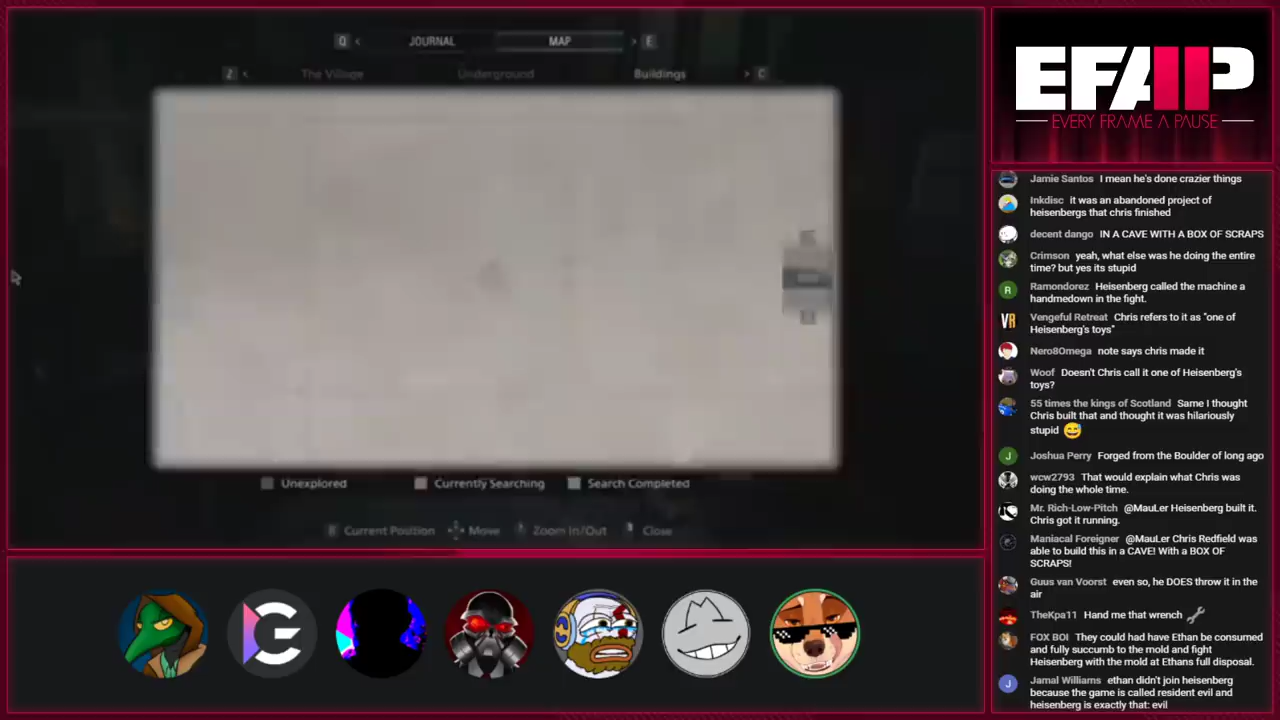 Q < JOURNAL MAP > E
Z < The Village Underground Buildings > C
Unexplored Currently Searching Search Completed
Current Position Move Zoom In/Out Close
EFAP
EVERY FRAME A PAUSE
Jamie Santos I mean he's done crazier things
Inkdisc it was an abandoned project of
heisenbergs that chris finished
decent dango IN A CAVE WITH A BOX OF SCRAPS
Crimson yeah, what else was he doing the entire
time? but yes its stupid
R
Ramondorez Heisenberg called the machine a
handmedown in the fight.
VR
Vengeful Retreat Chris refers to it as "one of
Heisenberg's toys"
Nero8Omega note says chris made it
Woof Doesn't Chris call it one of Heisenberg's
toys?
55 times the kings of Scotland Same I thought
Chris built that and thought it was hilariously
stupid 😅
J
Joshua Perry Forged from the Boulder of long ago
wcw2793 That would explain what Chris was
doing the whole time.
Mr. Rich-Low-Pitch @MauLer Heisenberg built it.
Chris got it running.
Maniacal Foreigner @MauLer Chris Redfield was
able to build this in a CAVE! With a BOX OF
SCRAPS!
Guus van Voorst even so, he DOES throw it in the
air
TheKpa11 Hand me that wrench 🔧
FOX BOI They could had have Ethan be consumed
and fully succumb to the mold and fight
Heisenberg with the mold at Ethans full disposal.
J
Jamal Williams ethan didn't join heisenberg
because the game is called resident evil and
heisenberg is exactly that: evil